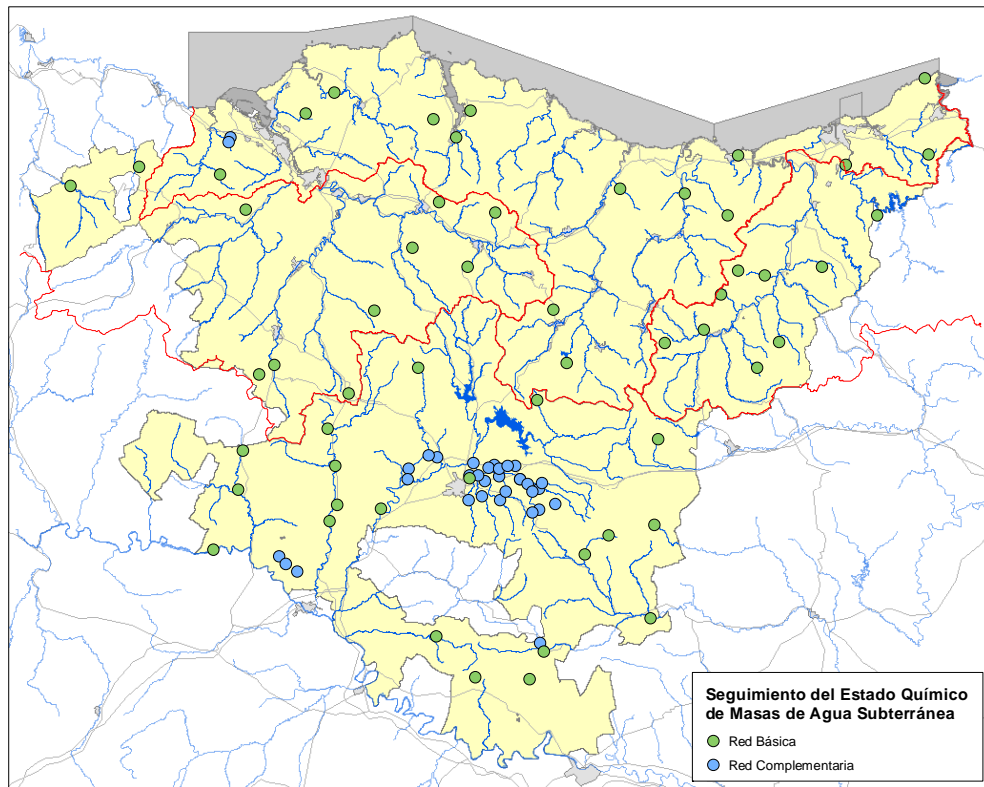 Seguimiento del Estado Químico
de Masas de Agua Subterránea
Red Básica
Red Complementaria